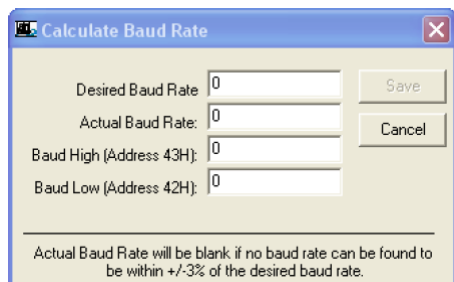 Calculate Baud Rate
Desired Baud Rate 0 Save
Actual Baud Rate: 0 Cancel
Baud High (Address 43H): 0
Baud Low (Address 42H): 0
Actual Baud Rate will be blank if no baud rate can be found to
be within +/-3% of the desired baud rate.